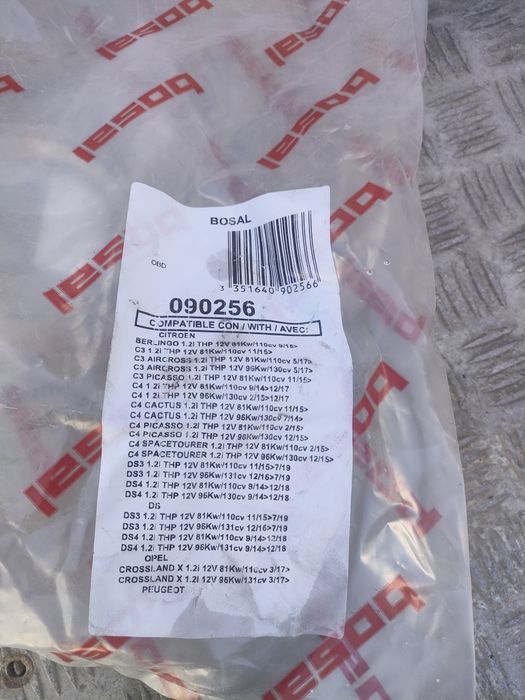 bosal
bosal
bosal
bosal
bosal
bosal
bosal
bosal
bosal
bosal
BOSAL
OBD
3 351640 902566
090256
COMPATIBLE CON / WITH / AVEC:
CITROEN
BERLINGO 1.2i THP 12V 81Kw/110cv 9/16>
C3 1.2i THP 12V 81Kw/110cv 11/15>
C3 AIRCROSS 1.2i THP 12V 81Kw/110cv 5/17>
C3 AIRCROSS 1.2i THP 12V 96Kw/130cv 5/17>
C3 PICASSO 1.2i THP 12V 81Kw/110cv 11/15>
C4 1.2i THP 12V 81Kw/110cv 9/14>12/17
C4 1.2i THP 12V 96Kw/130cv 2/15>12/17
C4 CACTUS 1.2i THP 12V 81Kw/110cv 11/15>
C4 CACTUS 1.2i THP 12V 96Kw/130cv 7/14>
C4 PICASSO 1.2i THP 12V 81Kw/110cv 2/15>
C4 PICASSO 1.2i THP 12V 96Kw/130cv 12/15>
C4 SPACETOURER 1.2i THP 12V 81Kw/110cv 2/15>
C4 SPACETOURER 1.2i THP 12V 96Kw/130cv 12/15>
DS3 1.2i THP 12V 81Kw/110cv 11/15>7/19
DS3 1.2i THP 12V 96Kw/131cv 12/16>7/19
DS4 1.2i THP 12V 81Kw/110cv 9/14>12/18
DS4 1.2i THP 12V 96Kw/130cv 9/14>12/18
DS
DS3 1.2i THP 12V 81Kw/110cv 11/15>7/19
DS3 1.2i THP 12V 96Kw/131cv 12/16>7/19
DS4 1.2i THP 12V 81Kw/110cv 9/14>12/18
DS4 1.2i THP 12V 96Kw/131cv 9/14>12/18
OPEL
CROSSLAND X 1.2i 12V 81Kw/110cv 3/17>
CROSSLAND X 1.2i 12V 96Kw/131cv 3/17>
PEUGEOT